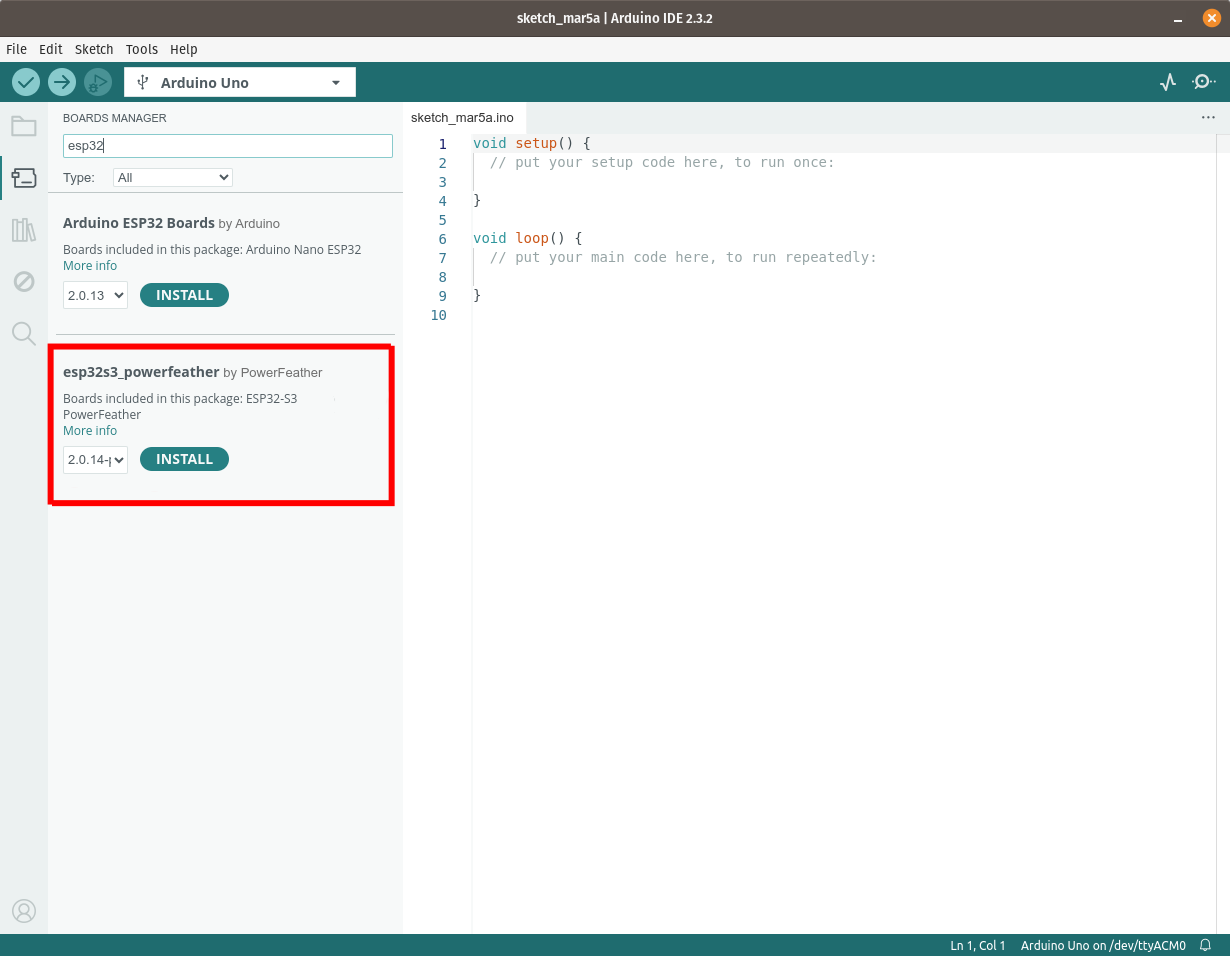 sketch_mar5a | Arduino IDE 2.3.2
File Edit Sketch Tools Help
Arduino Uno
BOARDS MANAGER
esp32
Type: All
Arduino ESP32 Boards by Arduino
Boards included in this package: Arduino Nano ESP32
More info
2.0.13 INSTALL
esp32s3_powerfeather by PowerFeather
Boards included in this package: ESP32-S3
PowerFeather
More info
2.0.14-p INSTALL
sketch_mar5a.ino
1 void setup() {
2 // put your setup code here, to run once:
3
4 }
5
6 void loop() {
7 // put your main code here, to run repeatedly:
8
9 }
10
Ln 1, Col 1 Arduino Uno on /dev/ttyACM0